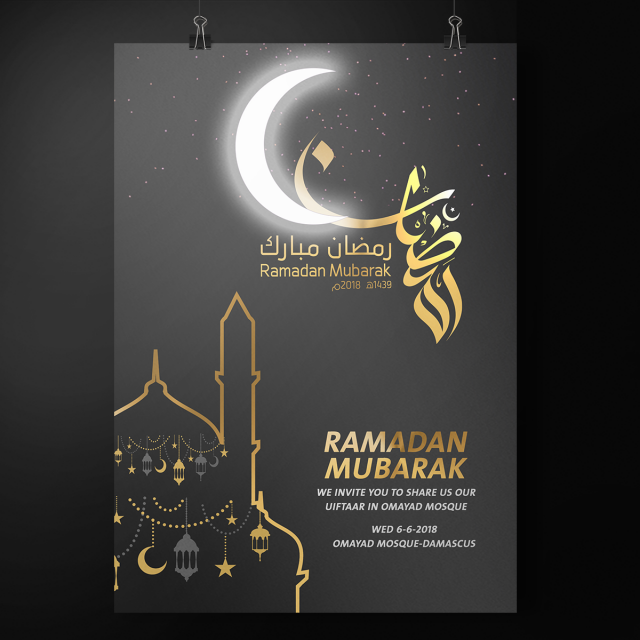 رمضان
رمضان مبارك
Ramadan Mubarak
2018م 1439هـ
RAMADAN
MUBARAK
WE INVITE YOU TO SHARE US OUR
UIFTAAR IN OMAYAD MOSQUE
WED 6-6-2018
OMAYAD MOSQUE-DAMASCUS